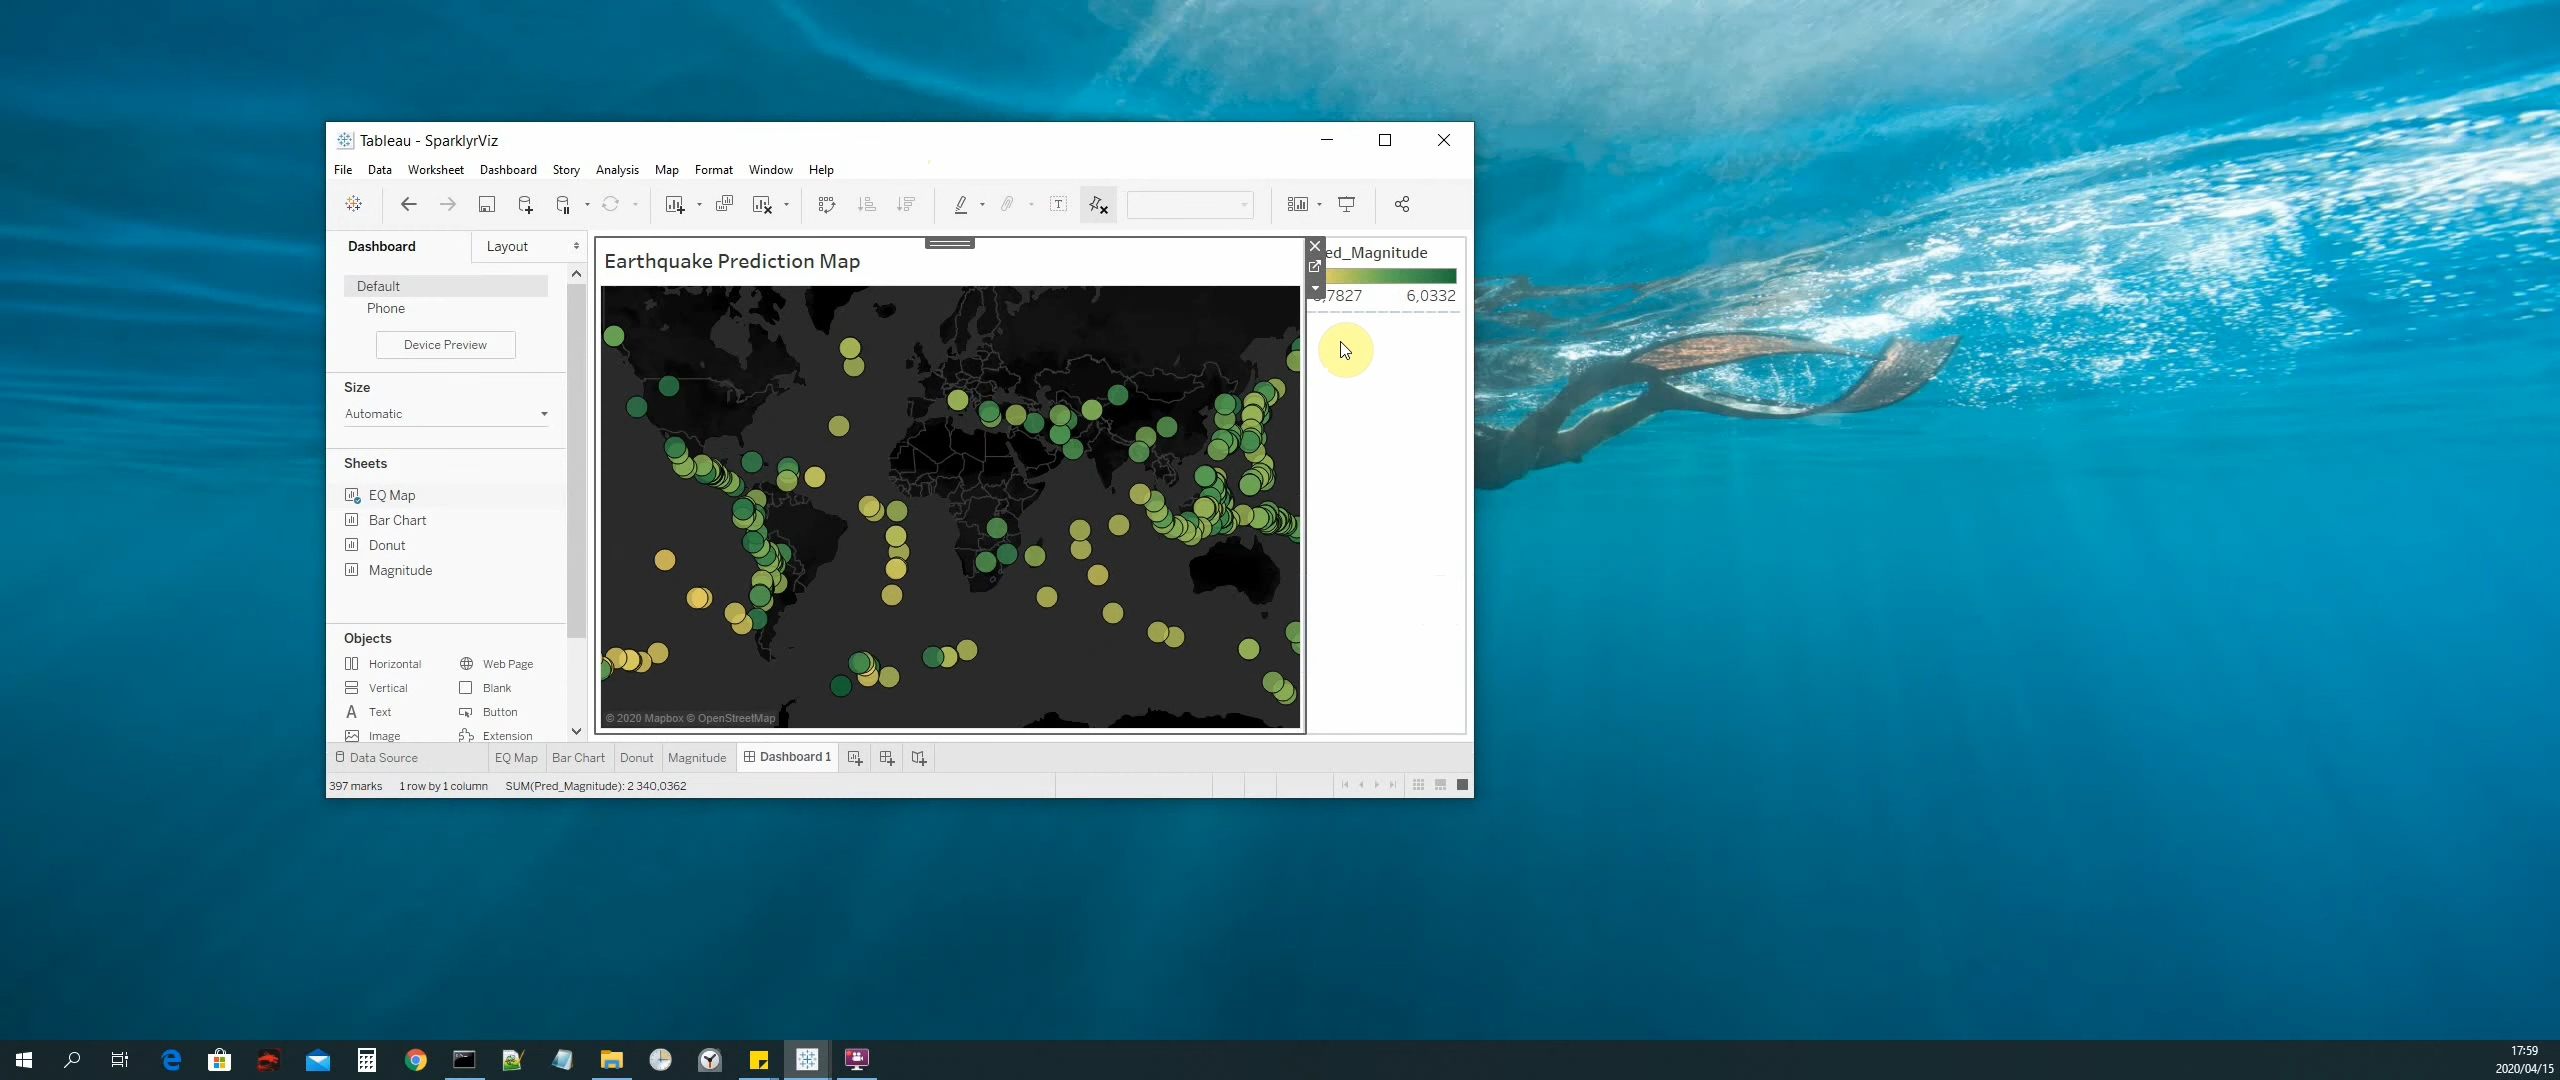 Tableau - SparklyrViz
File Data Worksheet Dashboard Story Analysis Map Format Window Help
Dashboard Layout
Default
Phone
Device Preview
Size
Automatic
Sheets
EQ Map
Bar Chart
Donut
Magnitude
Objects
Horizontal Web Page
Vertical Blank
Text Button
Image Extension
Earthquake Prediction Map
ed_Magnitude
,7827 6,0332
© 2020 Mapbox © OpenStreetMap
Data Source EQ Map Bar Chart Donut Magnitude Dashboard 1
397 marks 1 row by 1 column SUM(Pred_Magnitude): 2 340,0362
17:59
2020/04/15